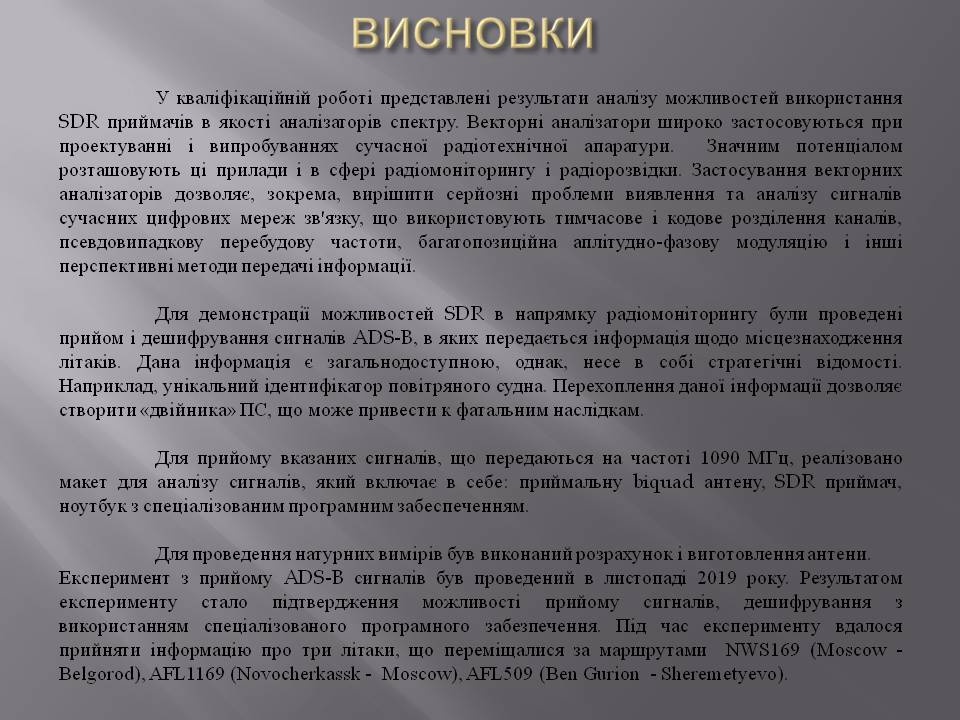 ВИСНОВКИ
У кваліфікаційній роботі представлені результати аналізу можливостей використання
SDR приймачів в якості аналізаторів спектру. Векторні аналізатори широко застосовуються при
проектуванні і випробуваннях сучасної радіотехнічної апаратури. Значним потенціалом
розташовують ці прилади і в сфері радіомоніторингу і радіорозвідки. Застосування векторних
аналізаторів дозволяє, зокрема, вирішити серйозні проблеми виявлення та аналізу сигналів
сучасних цифрових мереж зв'язку, що використовують тимчасове і кодове розділення каналів,
псевдовипадкову перебудову частоти, багатопозиційна аплітудно-фазову модуляцію і інші
перспективні методи передачі інформації.
Для демонстрації можливостей SDR в напрямку радіомоніторингу були проведені
прийом і дешифрування сигналів ADS-B, в яких передається інформація щодо місцезнаходження
літаків. Дана інформація є загальнодоступною, однак, несе в собі стратегічні відомості.
Наприклад, унікальний ідентифікатор повітряного судна. Перехоплення даної інформації дозволяє
створити «двійника» ПС, що може привести к фатальним наслідкам.
Для прийому вказаних сигналів, що передаються на частоті 1090 МГц, реалізовано
макет для аналізу сигналів, який включає в себе: приймальну biquad антену, SDR приймач,
ноутбук з спеціалізованим програмним забеспеченням.
Для проведення натурних вимірів був виконаний розрахунок і виготовлення антени.
Експеримент з прийому ADS-B сигналів був проведений в листопаді 2019 року. Результатом
експерименту стало підтвердження можливості прийому сигналів, дешифрування з
використанням спеціалізованого програмного забезпечення. Під час експерименту вдалося
прийняти інформацію про три літаки, що переміщалися за маршрутами NWS169 (Moscow -
Belgorod), AFL1169 (Novocherkassk - Moscow), AFL509 (Ben Gurion - Sheremetyevo).